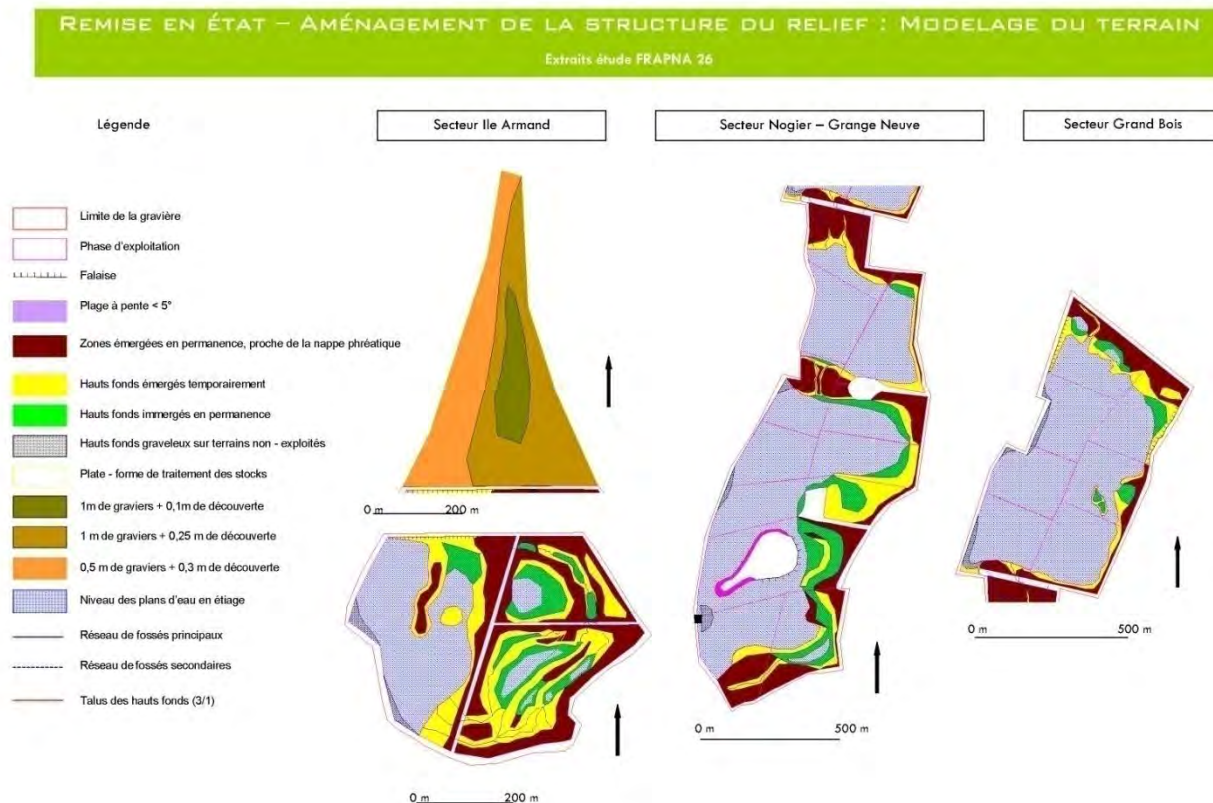 REMISE EN ÉTAT – AMÉNAGEMENT DE LA STRUCTURE DU RELIEF : MODELAGE DU TERRAIN
Extraits étude FRAPNA 26
Légende
Secteur Ile Armand
Secteur Nogier – Grange Neuve
Secteur Grand Bois
Limite de la gravière
Phase d'exploitation
Falaise
Plage à pente < 5°
Zones émergées en permanence, proche de la nappe phréatique
Hauts fonds émergés temporairement
Hauts fonds immergés en permanence
Hauts fonds graveleux sur terrains non - exploités
Plate - forme de traitement des stocks
1m de graviers + 0,1m de découverte
1 m de graviers + 0,25 m de découverte
0,5 m de graviers + 0,3 m de découverte
Niveau des plans d'eau en étiage
Réseau de fossés principaux
Réseau de fossés secondaires
Talus des hauts fonds (3/1)
0 m 200 m
0 m 200 m
0 m 500 m
0 m 500 m